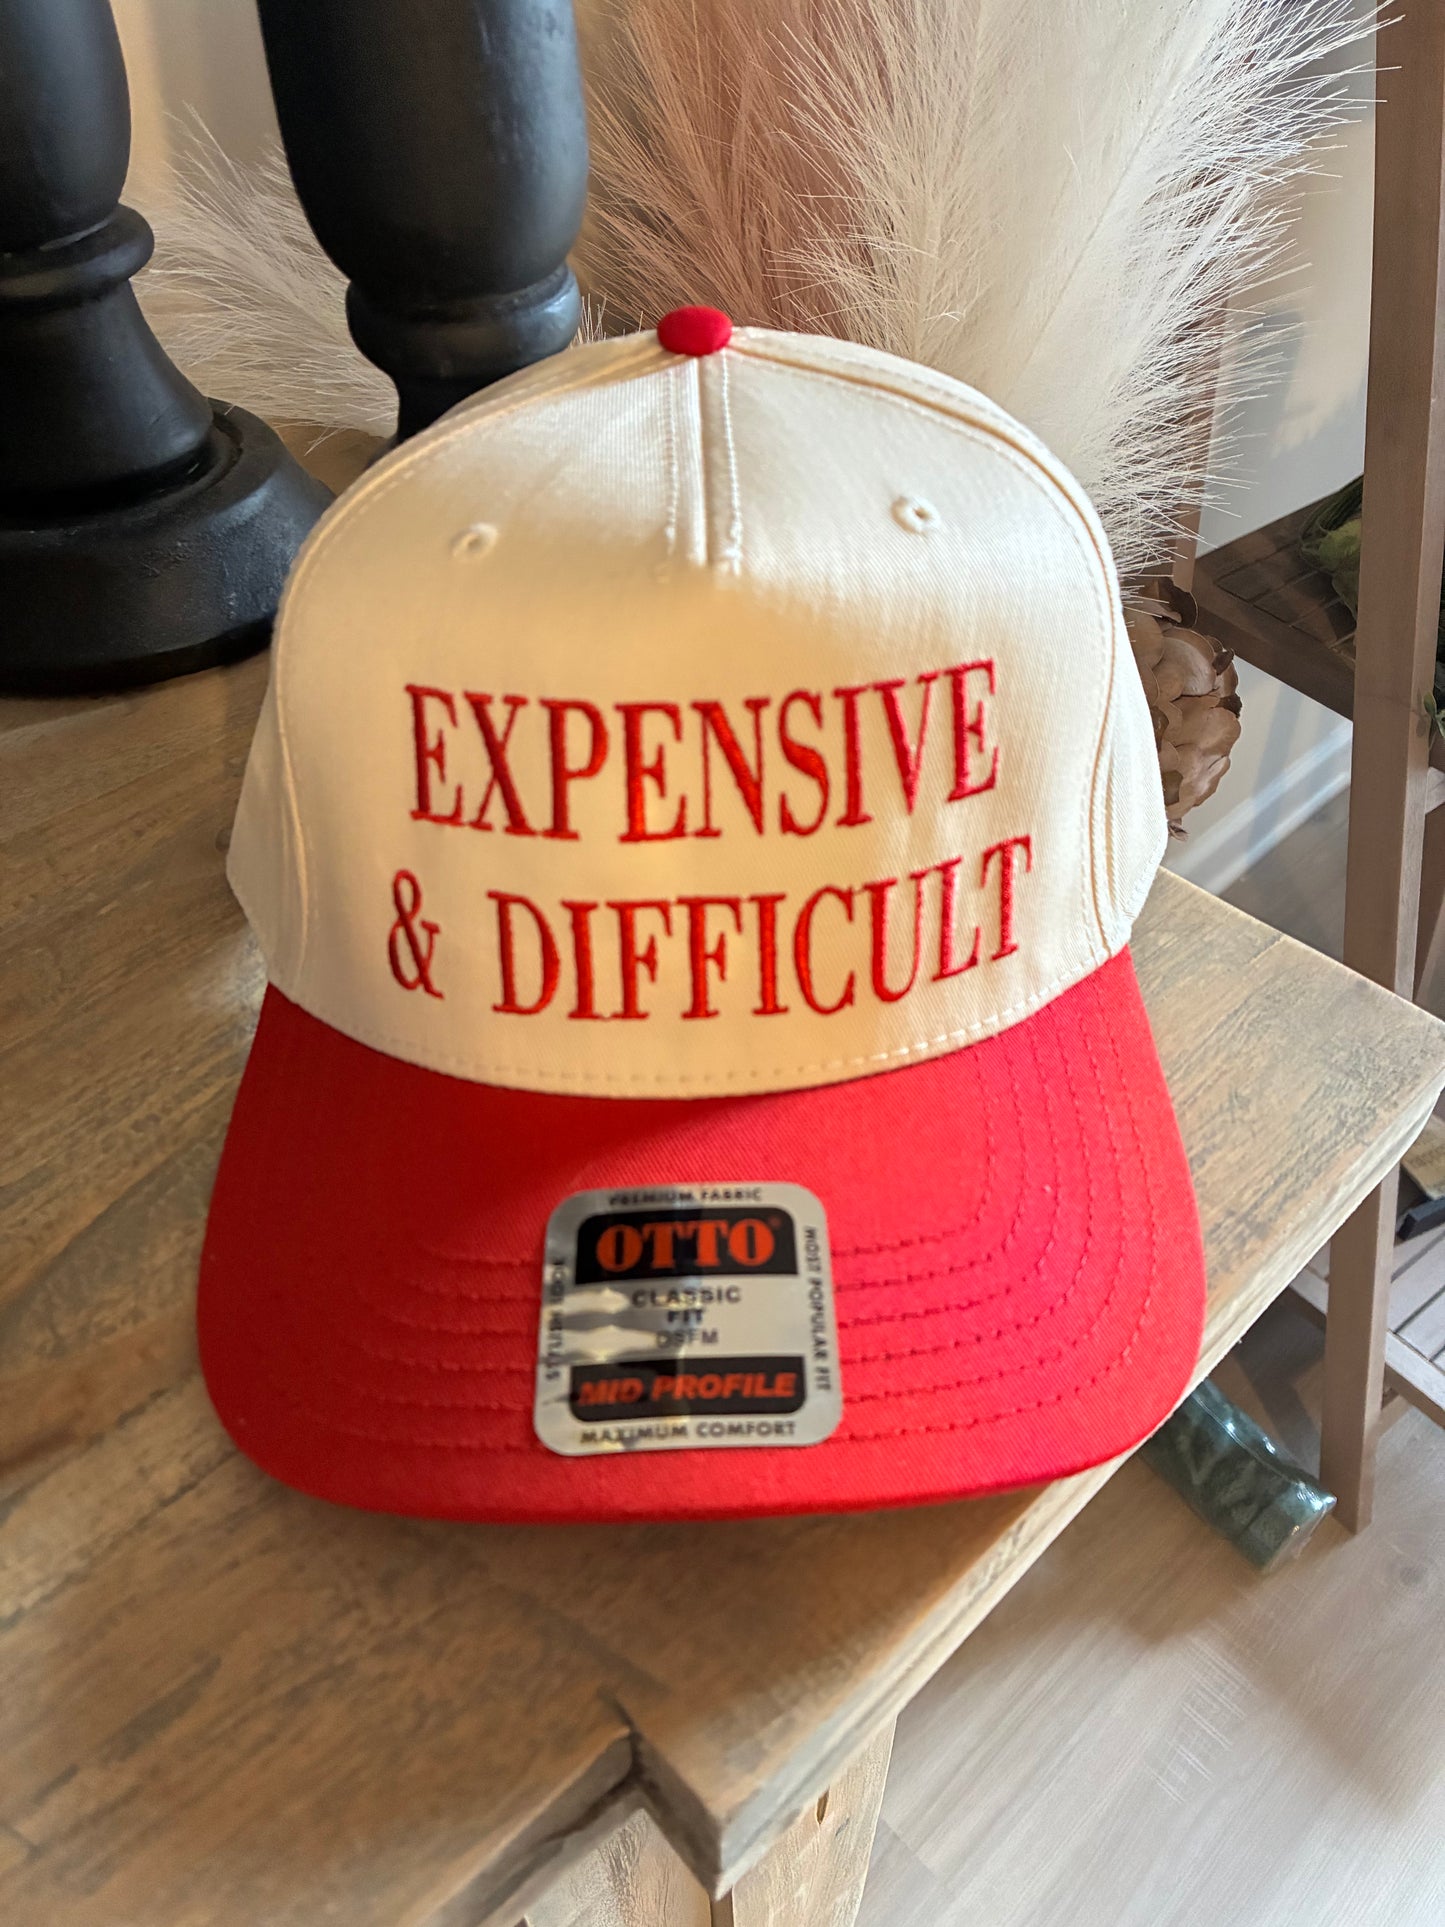 EXPENSIVE
& DIFFICULT
PREMIUM FABRIC
OTTO®
CLASSIC
FIT
OSFM
MID PROFILE
MAXIMUM COMFORT
MOST POPULAR FIT